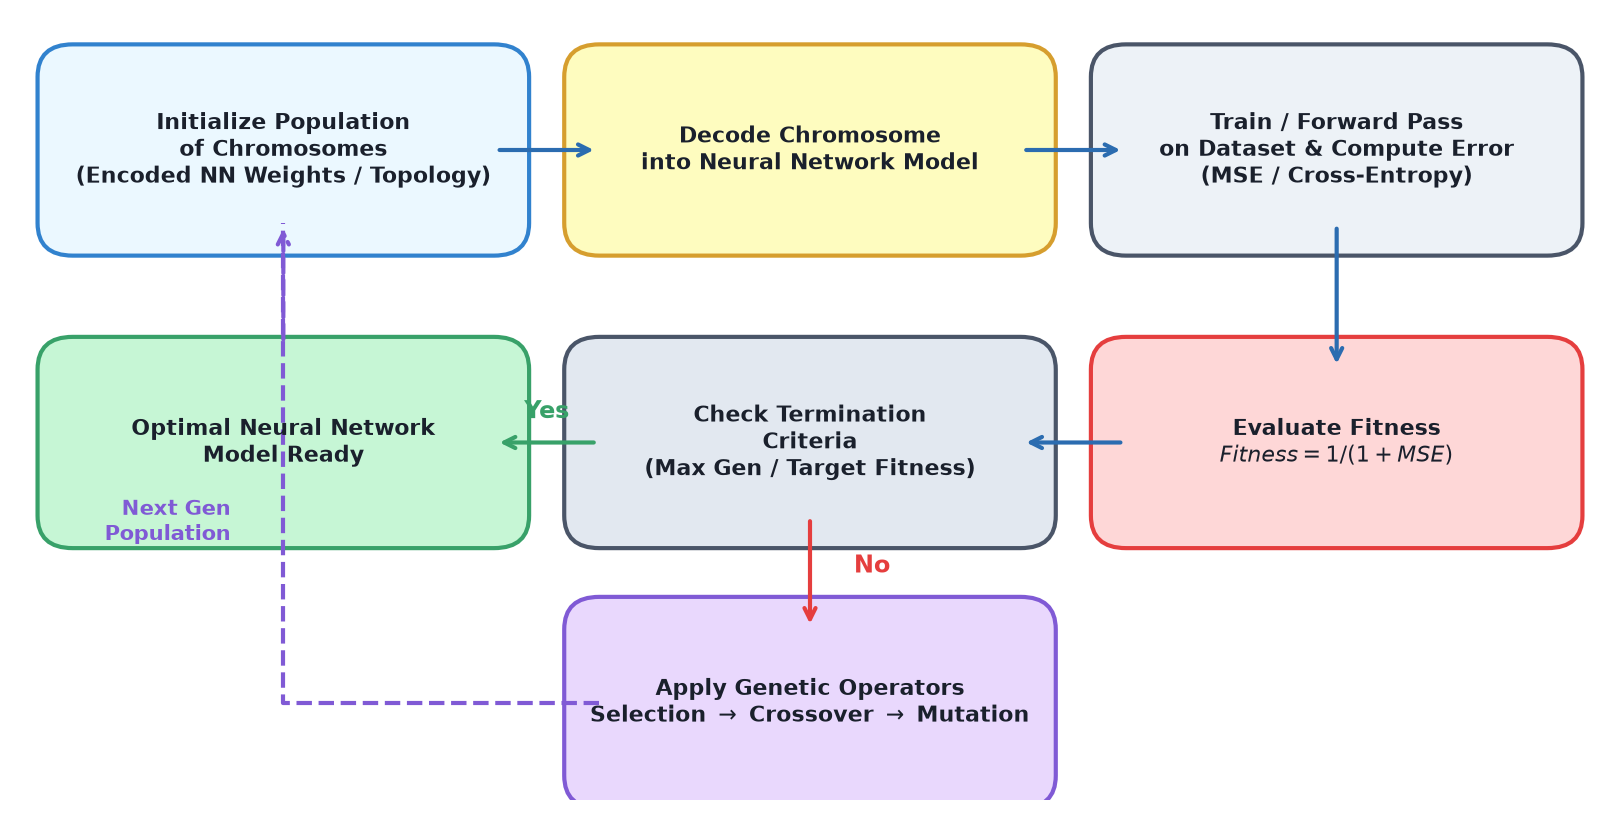 Initialize Population
of Chromosomes
(Encoded NN Weights / Topology)
Decode Chromosome
into Neural Network Model
Train / Forward Pass
on Dataset & Compute Error
(MSE / Cross-Entropy)
Optimal Neural Network
Model Ready
Next Gen
Population
Yes
Check Termination
Criteria
(Max Gen / Target Fitness)
Evaluate Fitness
Fitness = 1/(1 + MSE)
No
Apply Genetic Operators
Selection → Crossover → Mutation